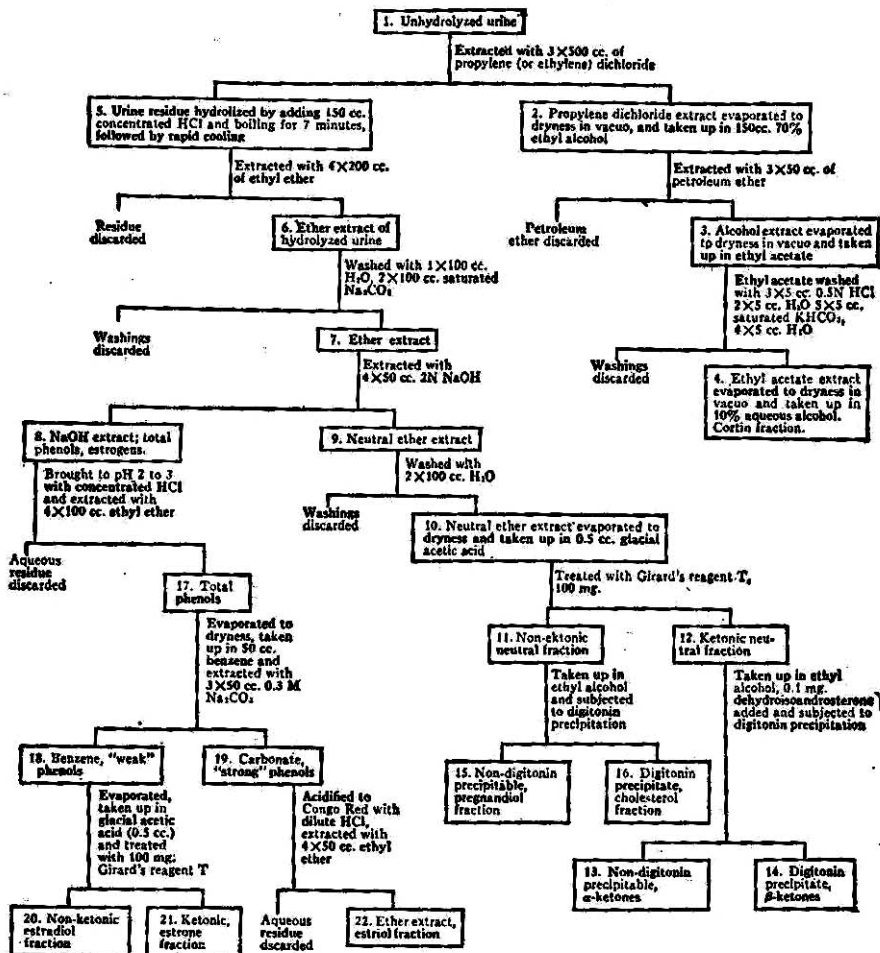 1. Unhydrolyzed urine
Extracted with 3×500 cc. of
propylene (or ethylene) dichloride
5. Urine residue hydrolized by adding 150 cc.
concentrated HCl and boiling for 7 minutes,
followed by rapid cooling
2. Propylene dichloride extract evaporated to
dryness in vacuo, and taken up in 150cc. 70%
ethyl alcohol
Extracted with 4×200 cc.
of ethyl ether
Extracted with 3×50 cc. of
petroleum ether
Residue
discarded
6. Ether extract of
hydrolyzed urine
Petroleum
ether discarded
3. Alcohol extract evaporated
to dryness in vacuo and taken
up in ethyl acetate
Washed with 1×100 cc.
H₂O, 2×100 cc. saturated
Na₂CO₃
Ethyl acetate washed
with 3×5 cc. 0.5N HCl
2×5 cc. H₂O 5×5 cc.
saturated KHCO₃,
4×5 cc. H₂O
Washings
discarded
7. Ether extract
Washings
discarded
4. Ethyl acetate extract
evaporated to dryness in
vacuo and taken up in
10% aqueous alcohol.
Cortin fraction.
Extracted with
4×50 cc. 2N NaOH
8. NaOH extract; total
phenols, estrogens.
9. Neutral ether extract
Brought to pH 2 to 3
with concentrated HCl
and extracted with
4×100 cc. ethyl ether
Washed with
2×100 cc. H₂O
Washings
discarded
10. Neutral ether extract evaporated to
dryness and taken up in 0.5 cc. glacial
acetic acid
Aqueous
residue
discarded
17. Total
phenols
Treated with Girard's reagent T,
100 mg.
Evaporated to
dryness, taken
up in 50 cc.
benzene and
extracted with
3×50 cc. 0.3 M
Na₂CO₃
11. Non-ektonic
neutral fraction
12. Ketonic neu-
tral fraction
Taken up in
ethyl alcohol
and subjected
to digitonin
precipitation
Taken up in ethyl
alcohol, 0.1 mg.
dehydroisoandrosterone
added and subjected to
digitonin precipitation
18. Benzene, "weak"
phenols
19. Carbonate,
"strong" phenols
15. Non-digitonin
precipitable,
pregnandiol
fraction
16. Digitonin
precipitate,
cholesterol
fraction
Evaporated,
taken up in
glacial acetic
acid (0.5 cc.)
and treated
with 100 mg.
Girard's reagent T
Acidified to
Congo Red with
dilute HCl,
extracted with
4×50 cc. ethyl
ether
13. Non-digitonin
precipitable,
α-ketones
14. Digitonin
precipitate,
β-ketones
20. Non-ketonic
estradiol
fraction
21. Ketonic,
estrone
fraction
Aqueous
residue
dscarded
22. Ether extract,
estriol fraction